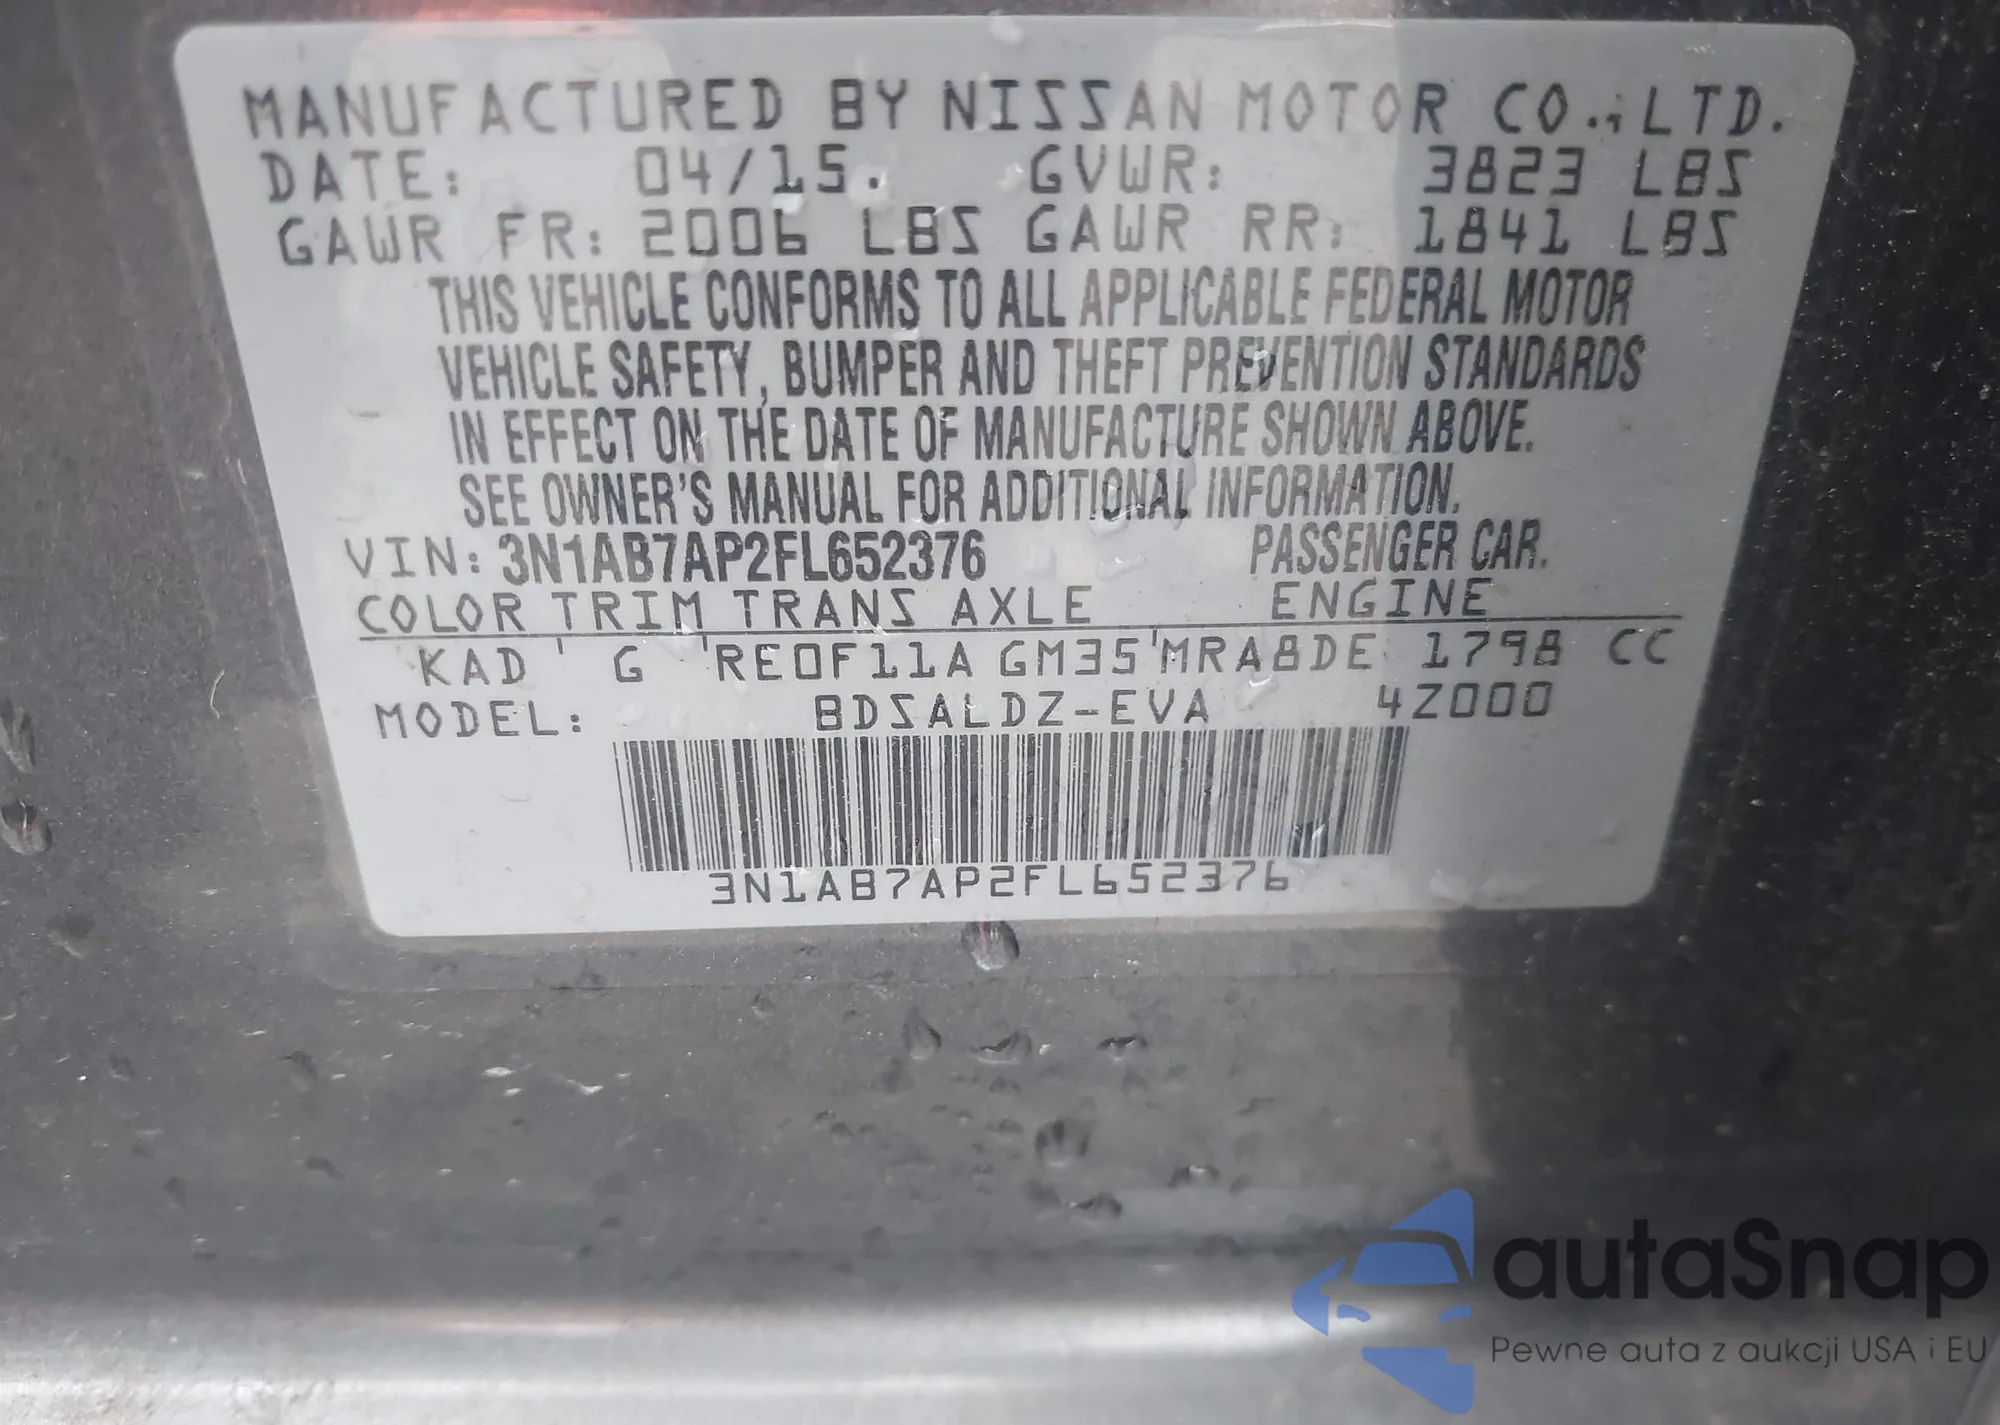 MANUFACTURED BY NISSAN MOTOR CO.,LTD.
DATE: 04/15. GVWR: 3823 LBS
GAWR FR: 2006 LBS GAWR RR: 1841 LBS
THIS VEHICLE CONFORMS TO ALL APPLICABLE FEDERAL MOTOR
VEHICLE SAFETY, BUMPER AND THEFT PREVENTION STANDARDS
IN EFFECT ON THE DATE OF MANUFACTURE SHOWN ABOVE.
SEE OWNER'S MANUAL FOR ADDITIONAL INFORMATION.
VIN: 3N1AB7AP2FL652376 PASSENGER CAR.
COLOR TRIM TRANS AXLE ENGINE
KAD ' G 'RE0F11A GM35'MRA8DE 1798 CC
MODEL: BDSALDZ-EVA 4Z000
3N1AB7AP2FL652376
autaSnap
Pewne auta z aukcji USA i EU